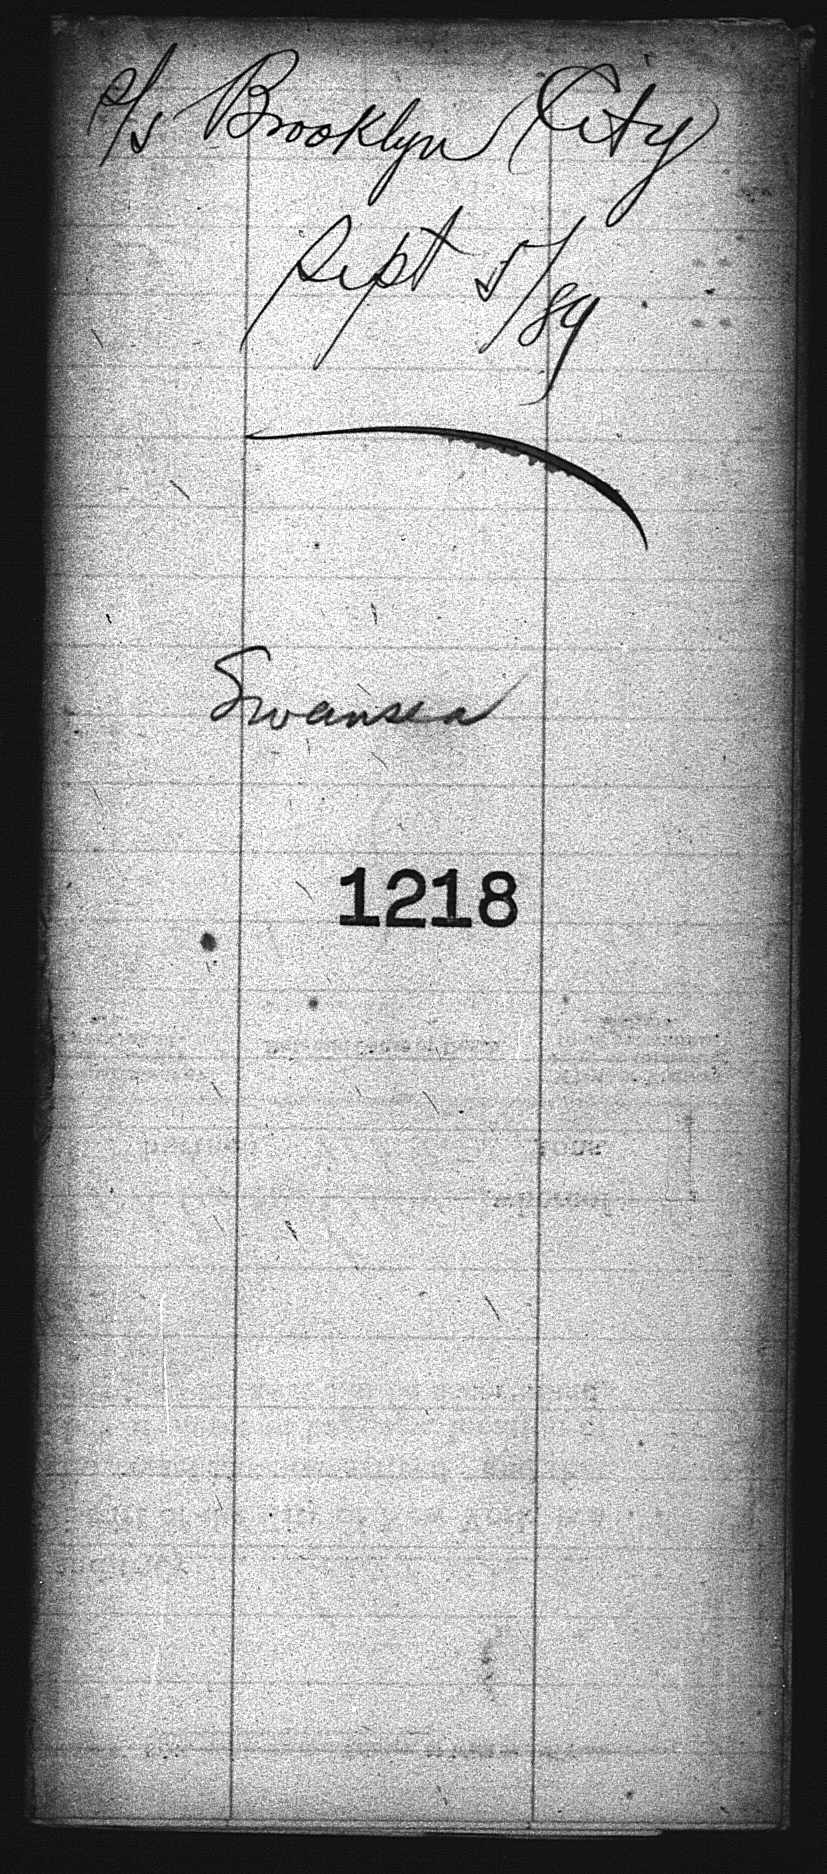 s/s Brooklyn City
Sept 5/89
Swansea
1218